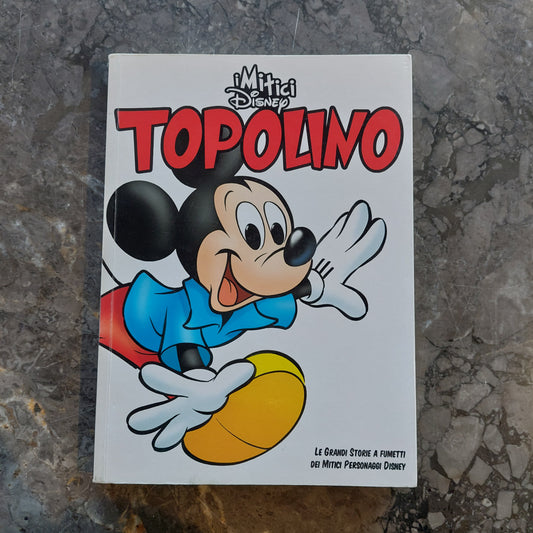 i Mitici
Disney
TOPOLINO
Le Grandi Storie a fumetti
dei Mitici Personaggi Disney